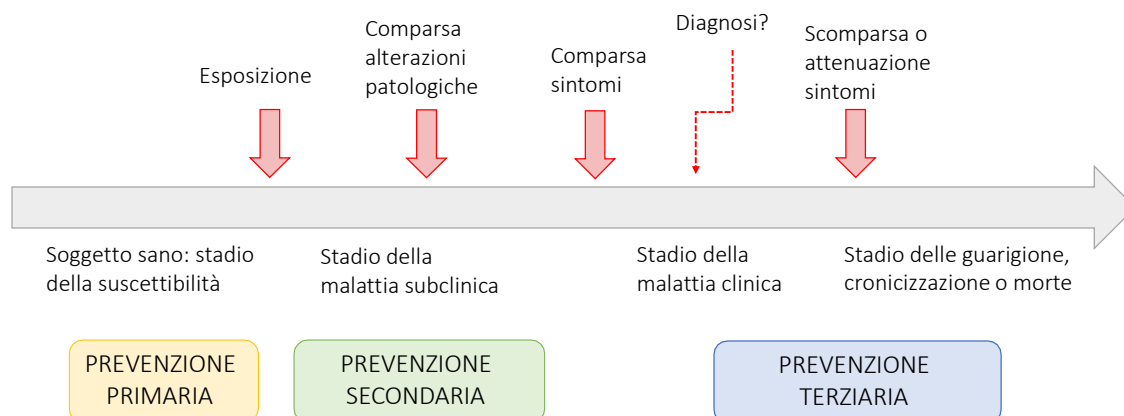 Esposizione
Comparsa
alterazioni
patologiche
Comparsa
sintomi
Diagnosi?
Scomparsa o
attenuazione
sintomi
Soggetto sano: stadio
della suscettibilità
Stadio della
malattia subclinica
Stadio della
malattia clinica
Stadio delle guarigione,
cronicizzazione o morte
PREVENZIONE
PRIMARIA
PREVENZIONE
SECONDARIA
PREVENZIONE
TERZIARIA